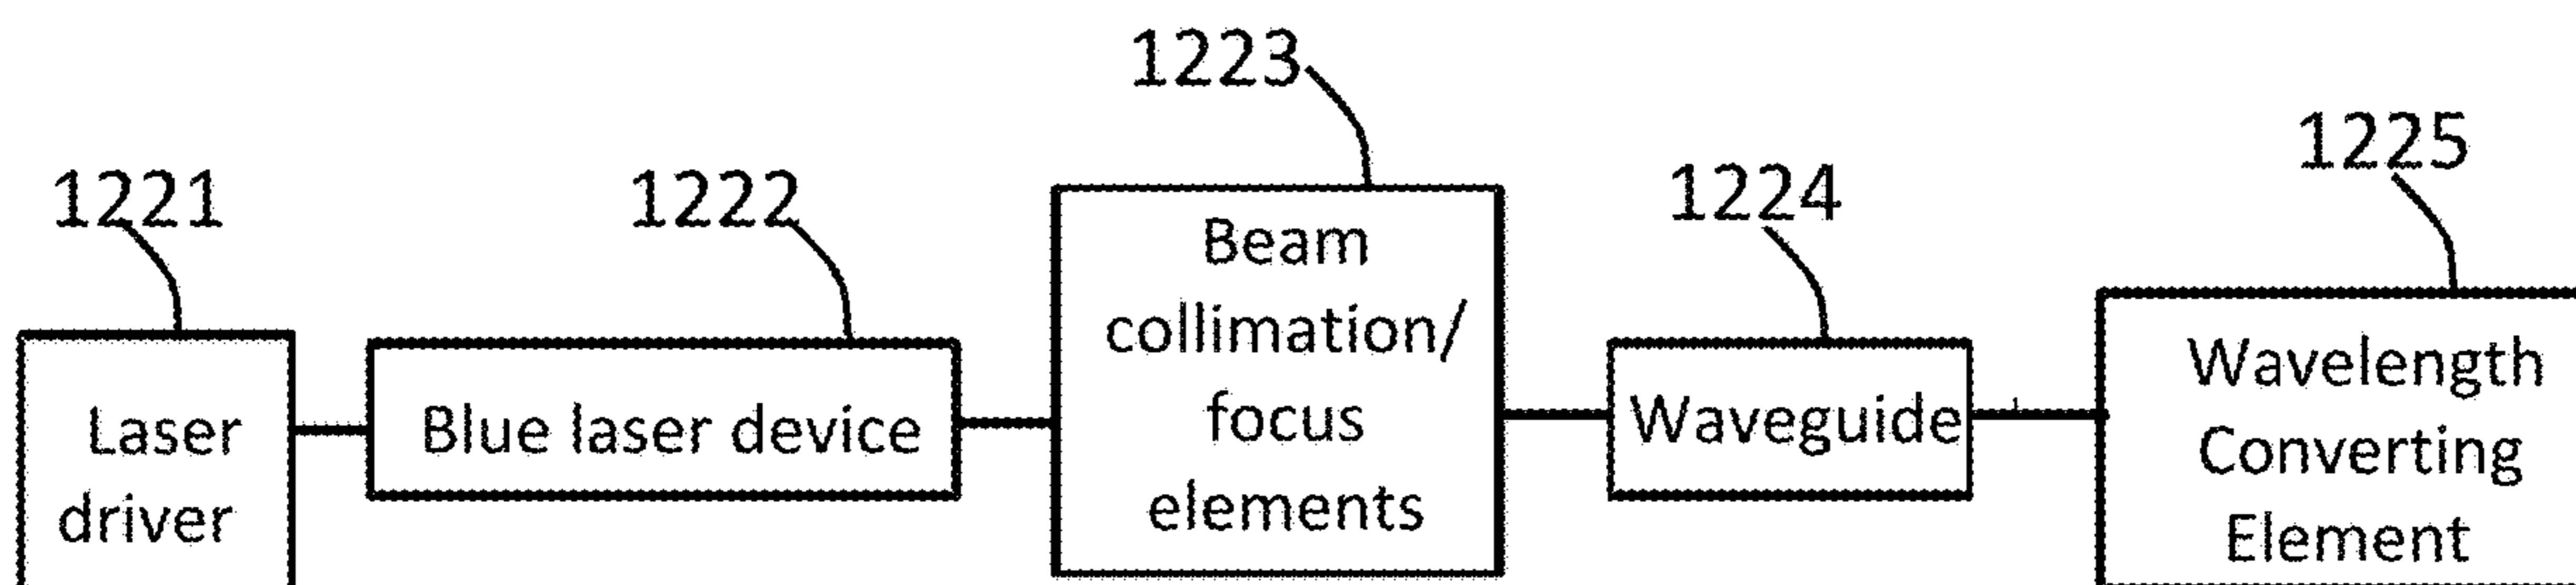 1223
1225
1221
1222
1224
Beam
collimation/
focus
elements
Laser
driver
Blue laser device
Waveguide
Wavelength
Converting
Element